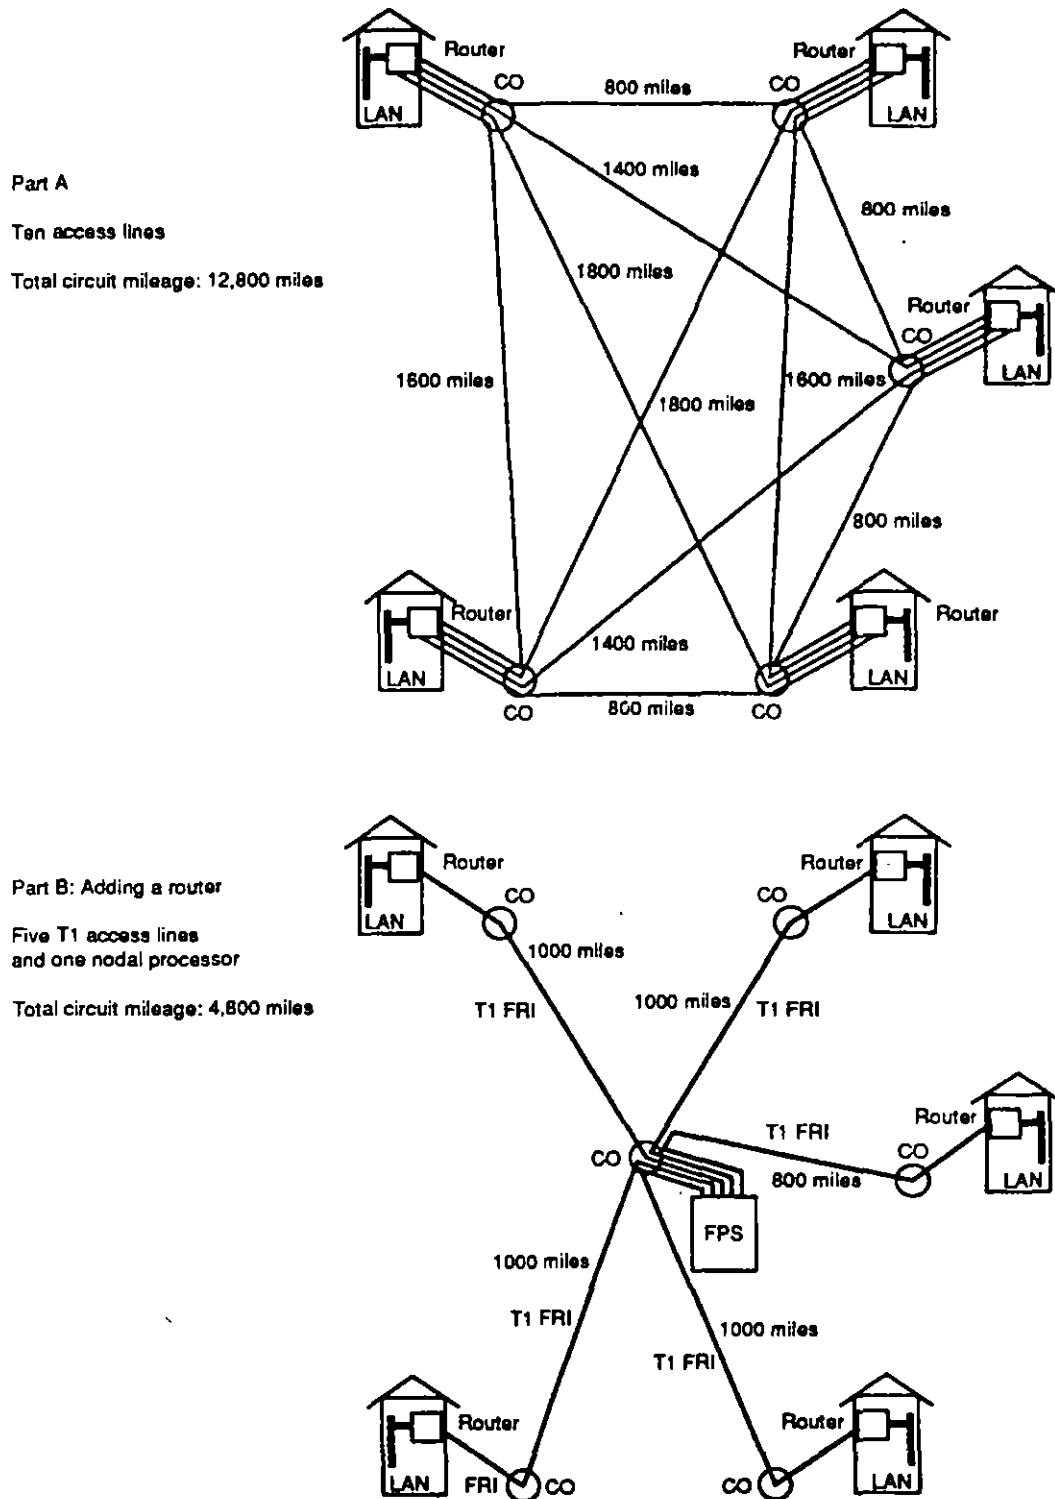 Router
Router
CO
CO
800 miles
LAN
LAN
1400 miles
Part A
800 miles
Ten access lines
1800 miles
Total circuit mileage: 12,800 miles
Router
CO
LAN
1600 miles
1600 miles
1800 miles
800 miles
Router
Router
1400 miles
LAN
LAN
CO
800 miles
CO
Router
Router
Part B: Adding a router
CO
CO
LAN
LAN
Five T1 access lines
and one nodal processor
1000 miles
Total circuit mileage: 4,800 miles
T1 FRI
1000 miles
T1 FRI
Router
T1 FRI
CO
CO
800 miles
LAN
FPS
1000 miles
T1 FRI
1000 miles
T1 FRI
Router
Router
LAN
FRI
CO
CO
LAN